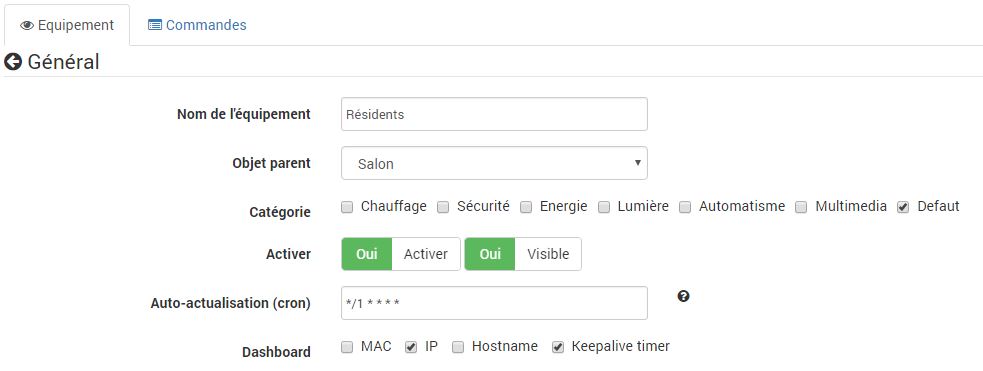 Equipement Commandes
Général
Nom de l'équipement Résidents
Objet parent Salon
Catégorie Chauffage Sécurité Energie Lumière Automatisme Multimedia Defaut
Activer Oui Activer Oui Visible
Auto-actualisation (cron) */1 * * * *
Dashboard MAC IP Hostname Keepalive timer